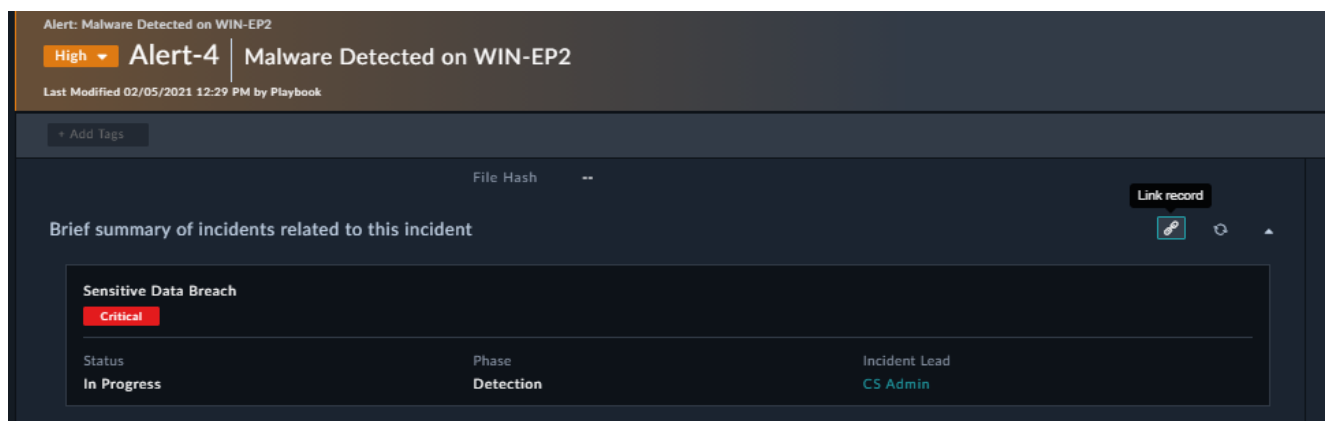 Alert: Malware Detected on WIN-EP2
High Alert-4 Malware Detected on WIN-EP2
Last Modified 02/05/2021 12:29 PM by Playbook
+ Add Tags
File Hash --
Link record
Brief summary of incidents related to this incident
Sensitive Data Breach
Critical
Status Phase Incident Lead
In Progress Detection CS Admin